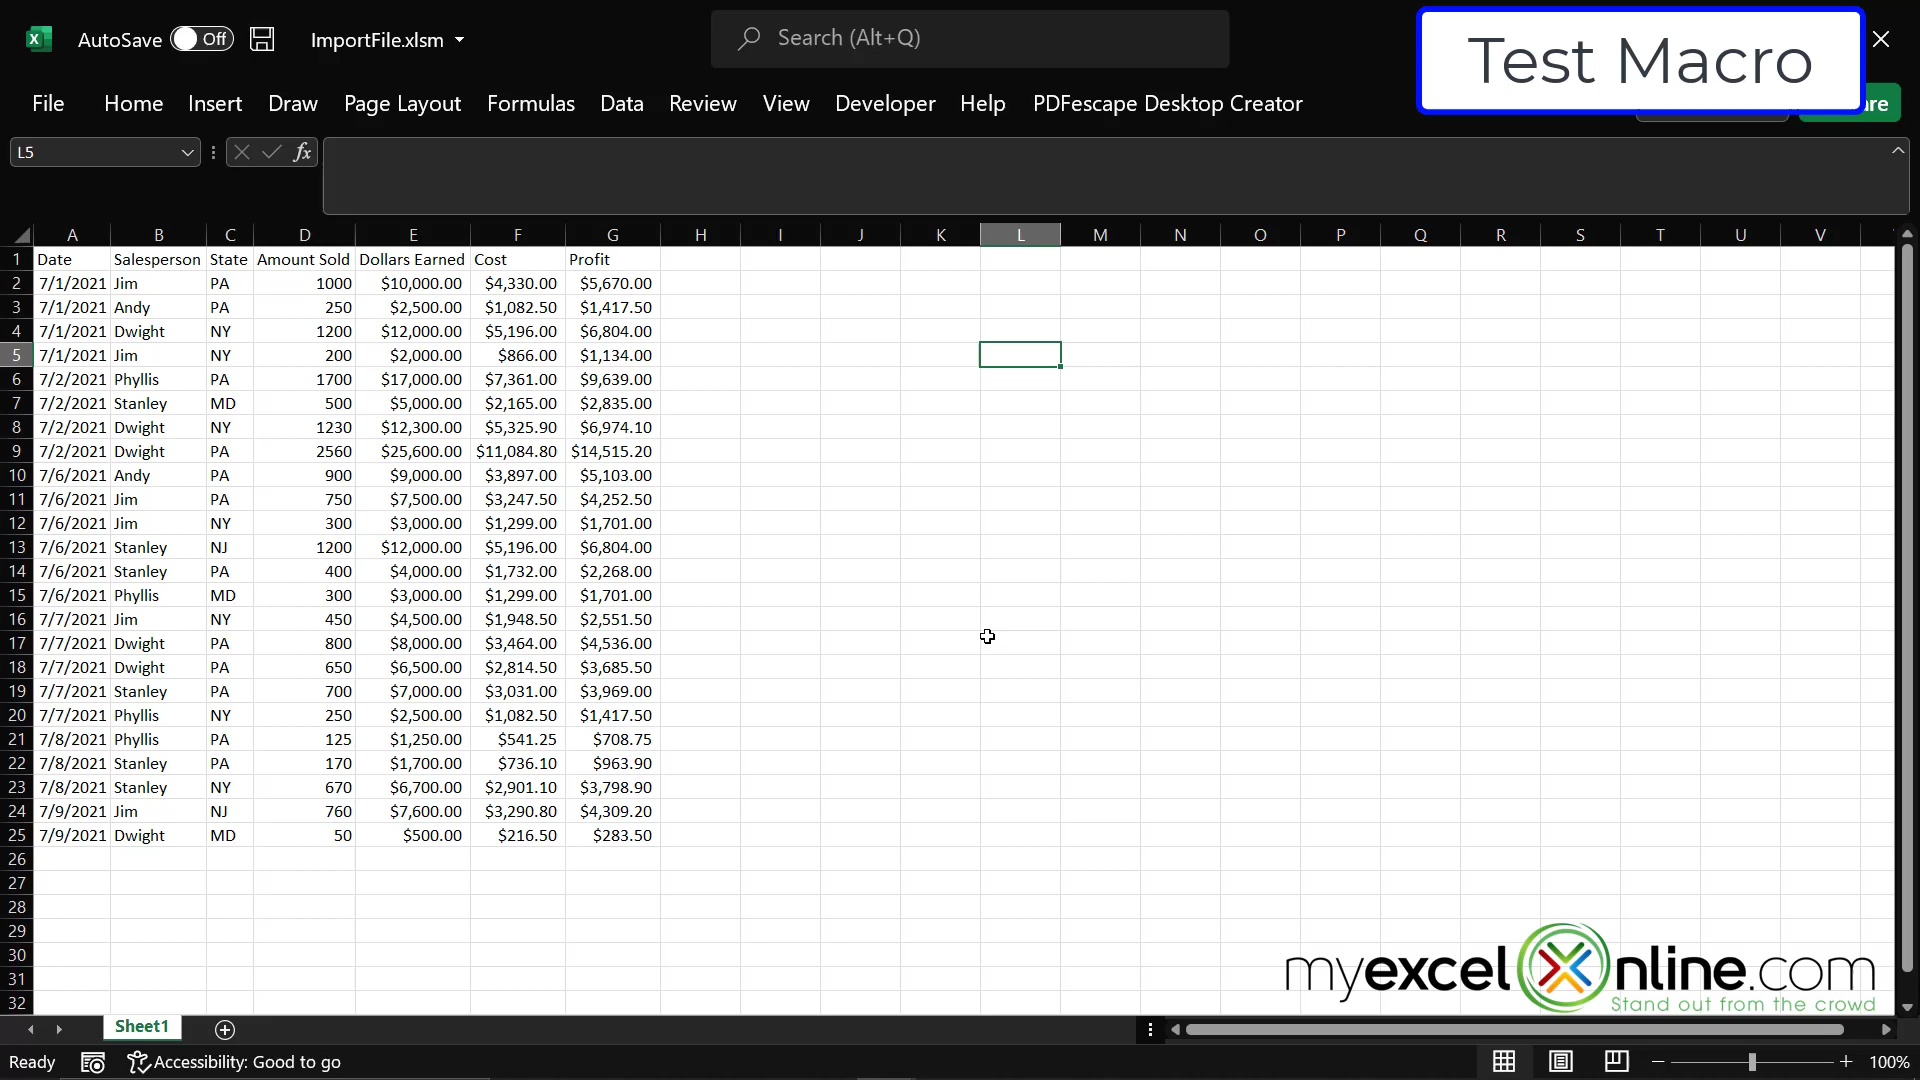 AutoSave Off ImportFile.xlsm Search (Alt+Q) Test Macro
File Home Insert Draw Page Layout Formulas Data Review View Developer Help PDFescape Desktop Creator re
L5 fx
A B C D E F G H I J K L M N O P Q R S T U V
1 Date Salesperson State Amount Sold Dollars Earned Cost Profit
2 7/1/2021 Jim PA 1000 $10,000.00 $4,330.00 $5,670.00
3 7/1/2021 Andy PA 250 $2,500.00 $1,082.50 $1,417.50
4 7/1/2021 Dwight NY 1200 $12,000.00 $5,196.00 $6,804.00
5 7/1/2021 Jim NY 200 $2,000.00 $866.00 $1,134.00
6 7/2/2021 Phyllis PA 1700 $17,000.00 $7,361.00 $9,639.00
7 7/2/2021 Stanley MD 500 $5,000.00 $2,165.00 $2,835.00
8 7/2/2021 Dwight NY 1230 $12,300.00 $5,325.90 $6,974.10
9 7/2/2021 Dwight PA 2560 $25,600.00 $11,084.80 $14,515.20
10 7/6/2021 Andy PA 900 $9,000.00 $3,897.00 $5,103.00
11 7/6/2021 Jim PA 750 $7,500.00 $3,247.50 $4,252.50
12 7/6/2021 Jim NY 300 $3,000.00 $1,299.00 $1,701.00
13 7/6/2021 Stanley NJ 1200 $12,000.00 $5,196.00 $6,804.00
14 7/6/2021 Stanley PA 400 $4,000.00 $1,732.00 $2,268.00
15 7/6/2021 Phyllis MD 300 $3,000.00 $1,299.00 $1,701.00
16 7/7/2021 Jim NY 450 $4,500.00 $1,948.50 $2,551.50
17 7/7/2021 Dwight PA 800 $8,000.00 $3,464.00 $4,536.00
18 7/7/2021 Dwight PA 650 $6,500.00 $2,814.50 $3,685.50
19 7/7/2021 Stanley PA 700 $7,000.00 $3,031.00 $3,969.00
20 7/7/2021 Phyllis NY 250 $2,500.00 $1,082.50 $1,417.50
21 7/8/2021 Phyllis PA 125 $1,250.00 $541.25 $708.75
22 7/8/2021 Stanley PA 170 $1,700.00 $736.10 $963.90
23 7/8/2021 Stanley NY 670 $6,700.00 $2,901.10 $3,798.90
24 7/9/2021 Jim NJ 760 $7,600.00 $3,290.80 $4,309.20
25 7/9/2021 Dwight MD 50 $500.00 $216.50 $283.50
26
27
28
29
30
31
32
myexcelonline.com
Stand out from the crowd
Sheet1
Ready Accessibility: Good to go 100%